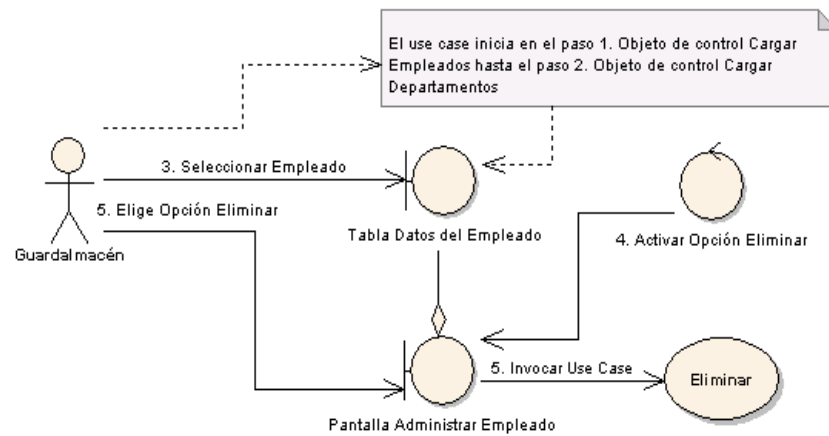 El use case inicia en el paso 1. Objeto de control Cargar
Empleados hasta el paso 2. Objeto de control Cargar
Departamentos
3. Seleccionar Empleado
5. Elige Opción Eliminar
Guardalmacén
Tabla Datos del Empleado
4. Activar Opción Eliminar
5. Invocar Use Case
Eliminar
Pantalla Administrar Empleado